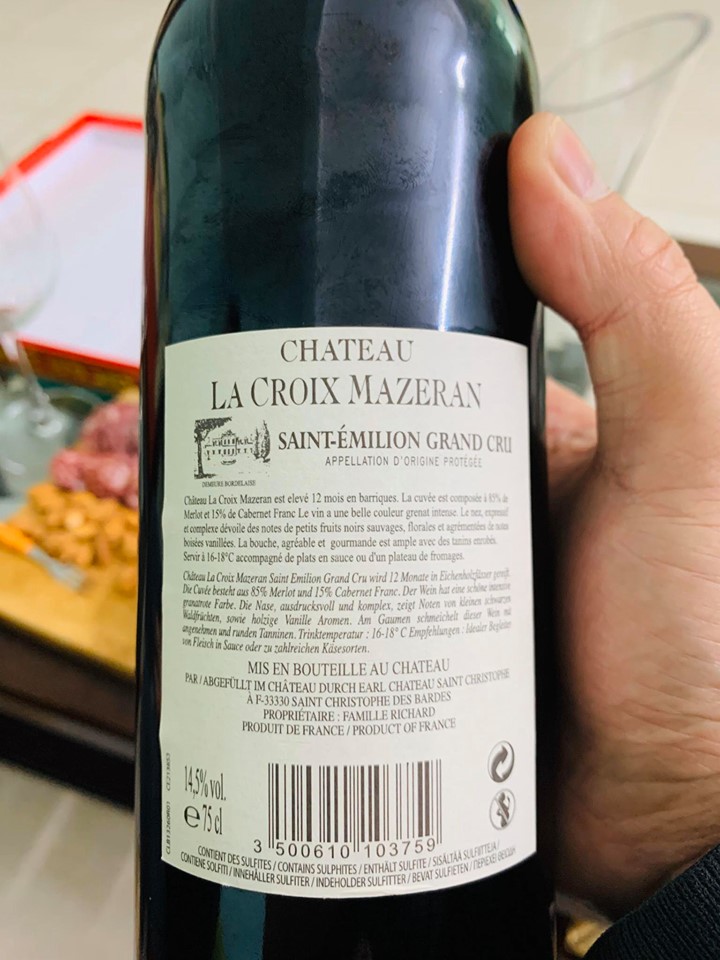 CHATEAU
LA CROIX MAZERAN
SAINT-ÉMILION GRAND CRU
APPELLATION D'ORIGINE PROTÉGÉE
DEMEURE BORDELAISE
Château La Croix Mazeran est elevé 12 mois en barriques. La cuvée est composée à 85% de
Merlot et 15% de Cabernet Franc Le vin a une belle couleur grenat intense. Le nez, expressif
et complexe dévoile des notes de petits fruits noirs sauvages, florales et agrémentées de notes
boisées vanillées. La bouche, agréable et gourmande est ample avec des tanins enrobés.
Servir à 16-18°C accompagné de plats en sauce ou d'un plateau de fromages.
Château La Croix Mazeran Saint Emilion Grand Cru wird 12 Monate in Eichenholzfässer gereift.
Die Cuvée besteht aus 85% Merlot und 15% Cabernet Franc. Der Wein hat eine schöne intensive
granatrote Farbe. Die Nase, ausdrucksvoll und komplex, zeigt Noten von kleinen schwarzen
Waldfrüchten, sowie holzige Vanille Aromen. Am Gaumen schmeichelt dieser Wein mit
angenehmen und runden Tanninen. Trinktemperatur : 16-18° C Empfehlungen : Idealer Begleiter
von Fleisch in Sauce oder zu zahlreichen Käsesorten.
MIS EN BOUTEILLE AU CHATEAU
PAR / ABGEFÜLLT IM CHÂTEAU DURCH EARL CHATEAU SAINT CHRISTOPHE
À F-33330 SAINT CHRISTOPHE DES BARDES
PROPRIÉTAIRE : FAMILLE RICHARD
PRODUIT DE FRANCE / PRODUCT OF FRANCE
14,5% vol.
e 75 cl
3 500610 103759
CONTIENT DES SULFITES / CONTAINS SULPHITES / ENTHÄLT SULFITE / SISÄLTÄÄ SULFIITTEJA /
CONTIENE SOLFITI / INNEHÅLLER SULFITER / INDEHOLDER SULFITTER / BEVAT SULFIETEN / ΠΕΡΙΕΧΕΙ ΘΕΙΩΔΗ